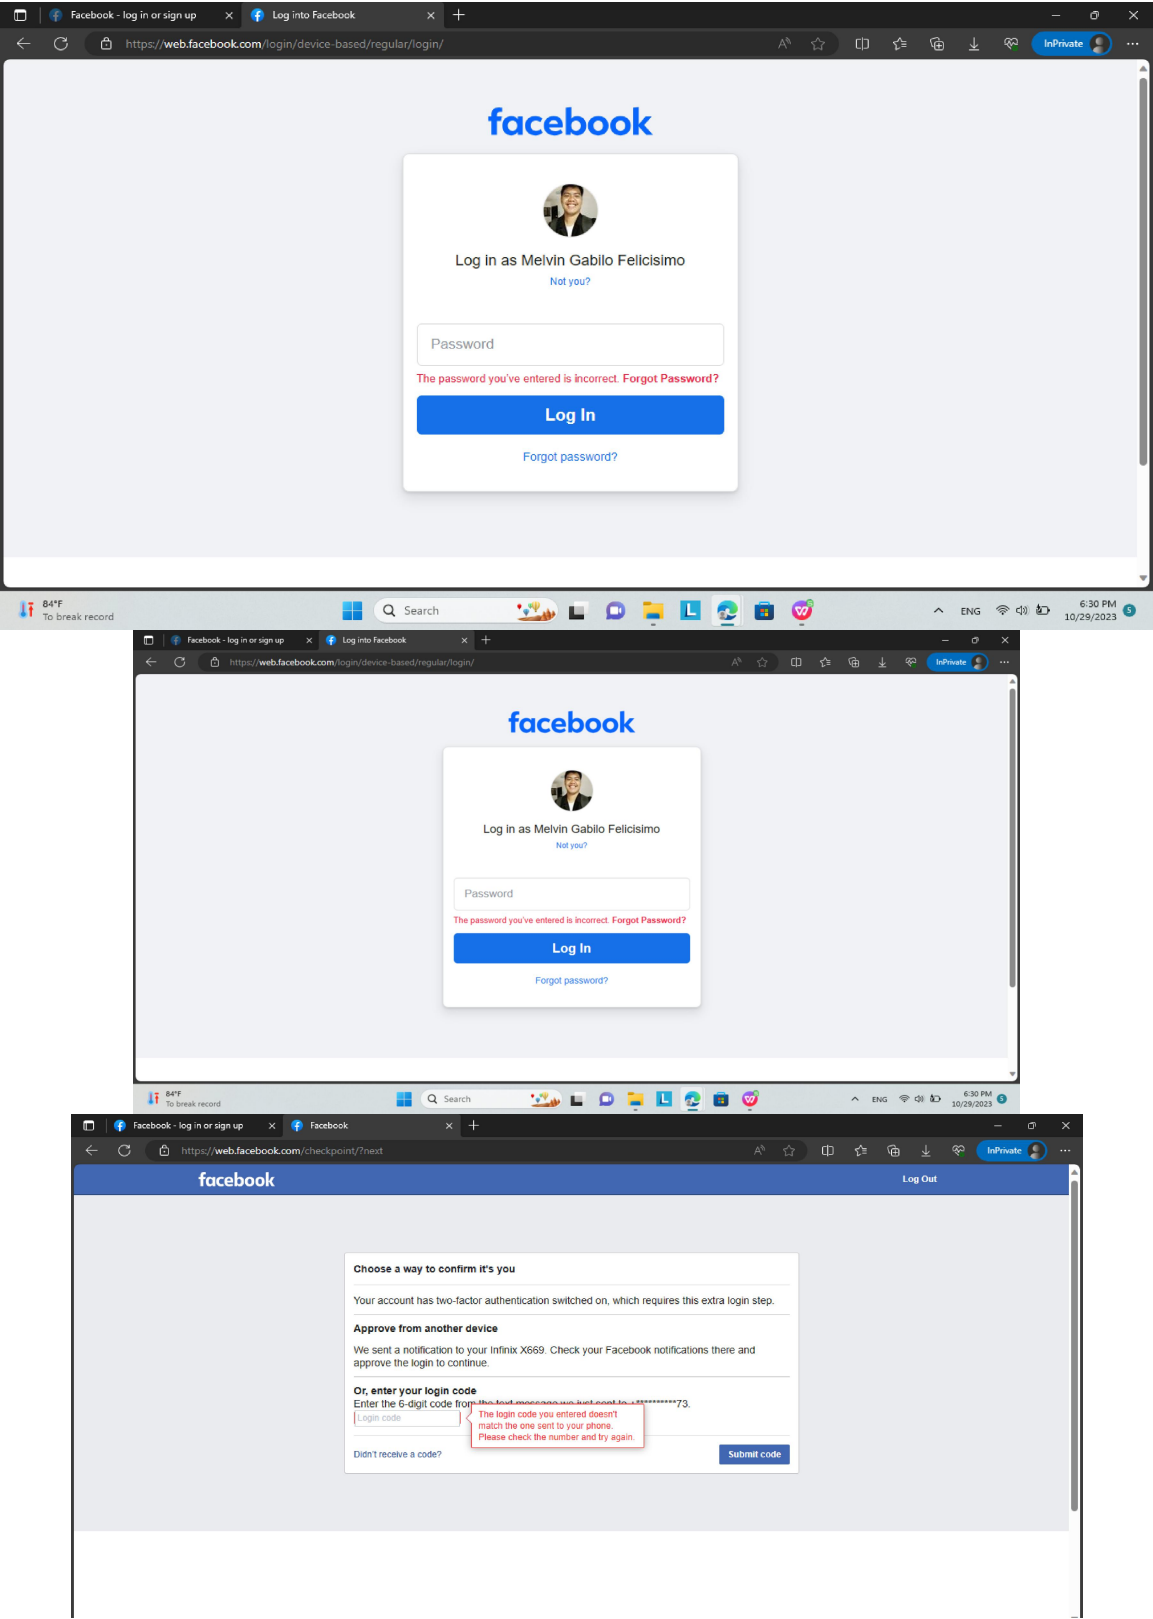 Facebook - log in or sign up
Log into Facebook
https://web.facebook.com/login/device-based/regular/login/
InPrivate
facebook
Log in as Melvin Gabilo Felicisimo
Not you?
Password
The password you've entered is incorrect. Forgot Password?
Log In
Forgot password?
84°F
To break record
Search
ENG
6:30 PM
10/29/2023
5
Facebook - log in or sign up
Log into Facebook
https://web.facebook.com/login/device-based/regular/login/
InPrivate
facebook
Log in as Melvin Gabilo Felicisimo
Not you?
Password
The password you've entered is incorrect. Forgot Password?
Log In
Forgot password?
84°F
To break record
Search
ENG
6:30 PM
10/29/2023
5
Facebook - log in or sign up
Facebook
https://web.facebook.com/checkpoint/?next
InPrivate
facebook
Log Out
Choose a way to confirm it's you
Your account has two-factor authentication switched on, which requires this extra login step.
Approve from another device
We sent a notification to your Infinix X669. Check your Facebook notifications there and
approve the login to continue.
Or, enter your login code
Enter the 6-digit code from the text message we just sent to +**********73.
Login code
The login code you entered doesn't
match the one sent to your phone.
Please check the number and try again.
Didn't receive a code?
Submit code